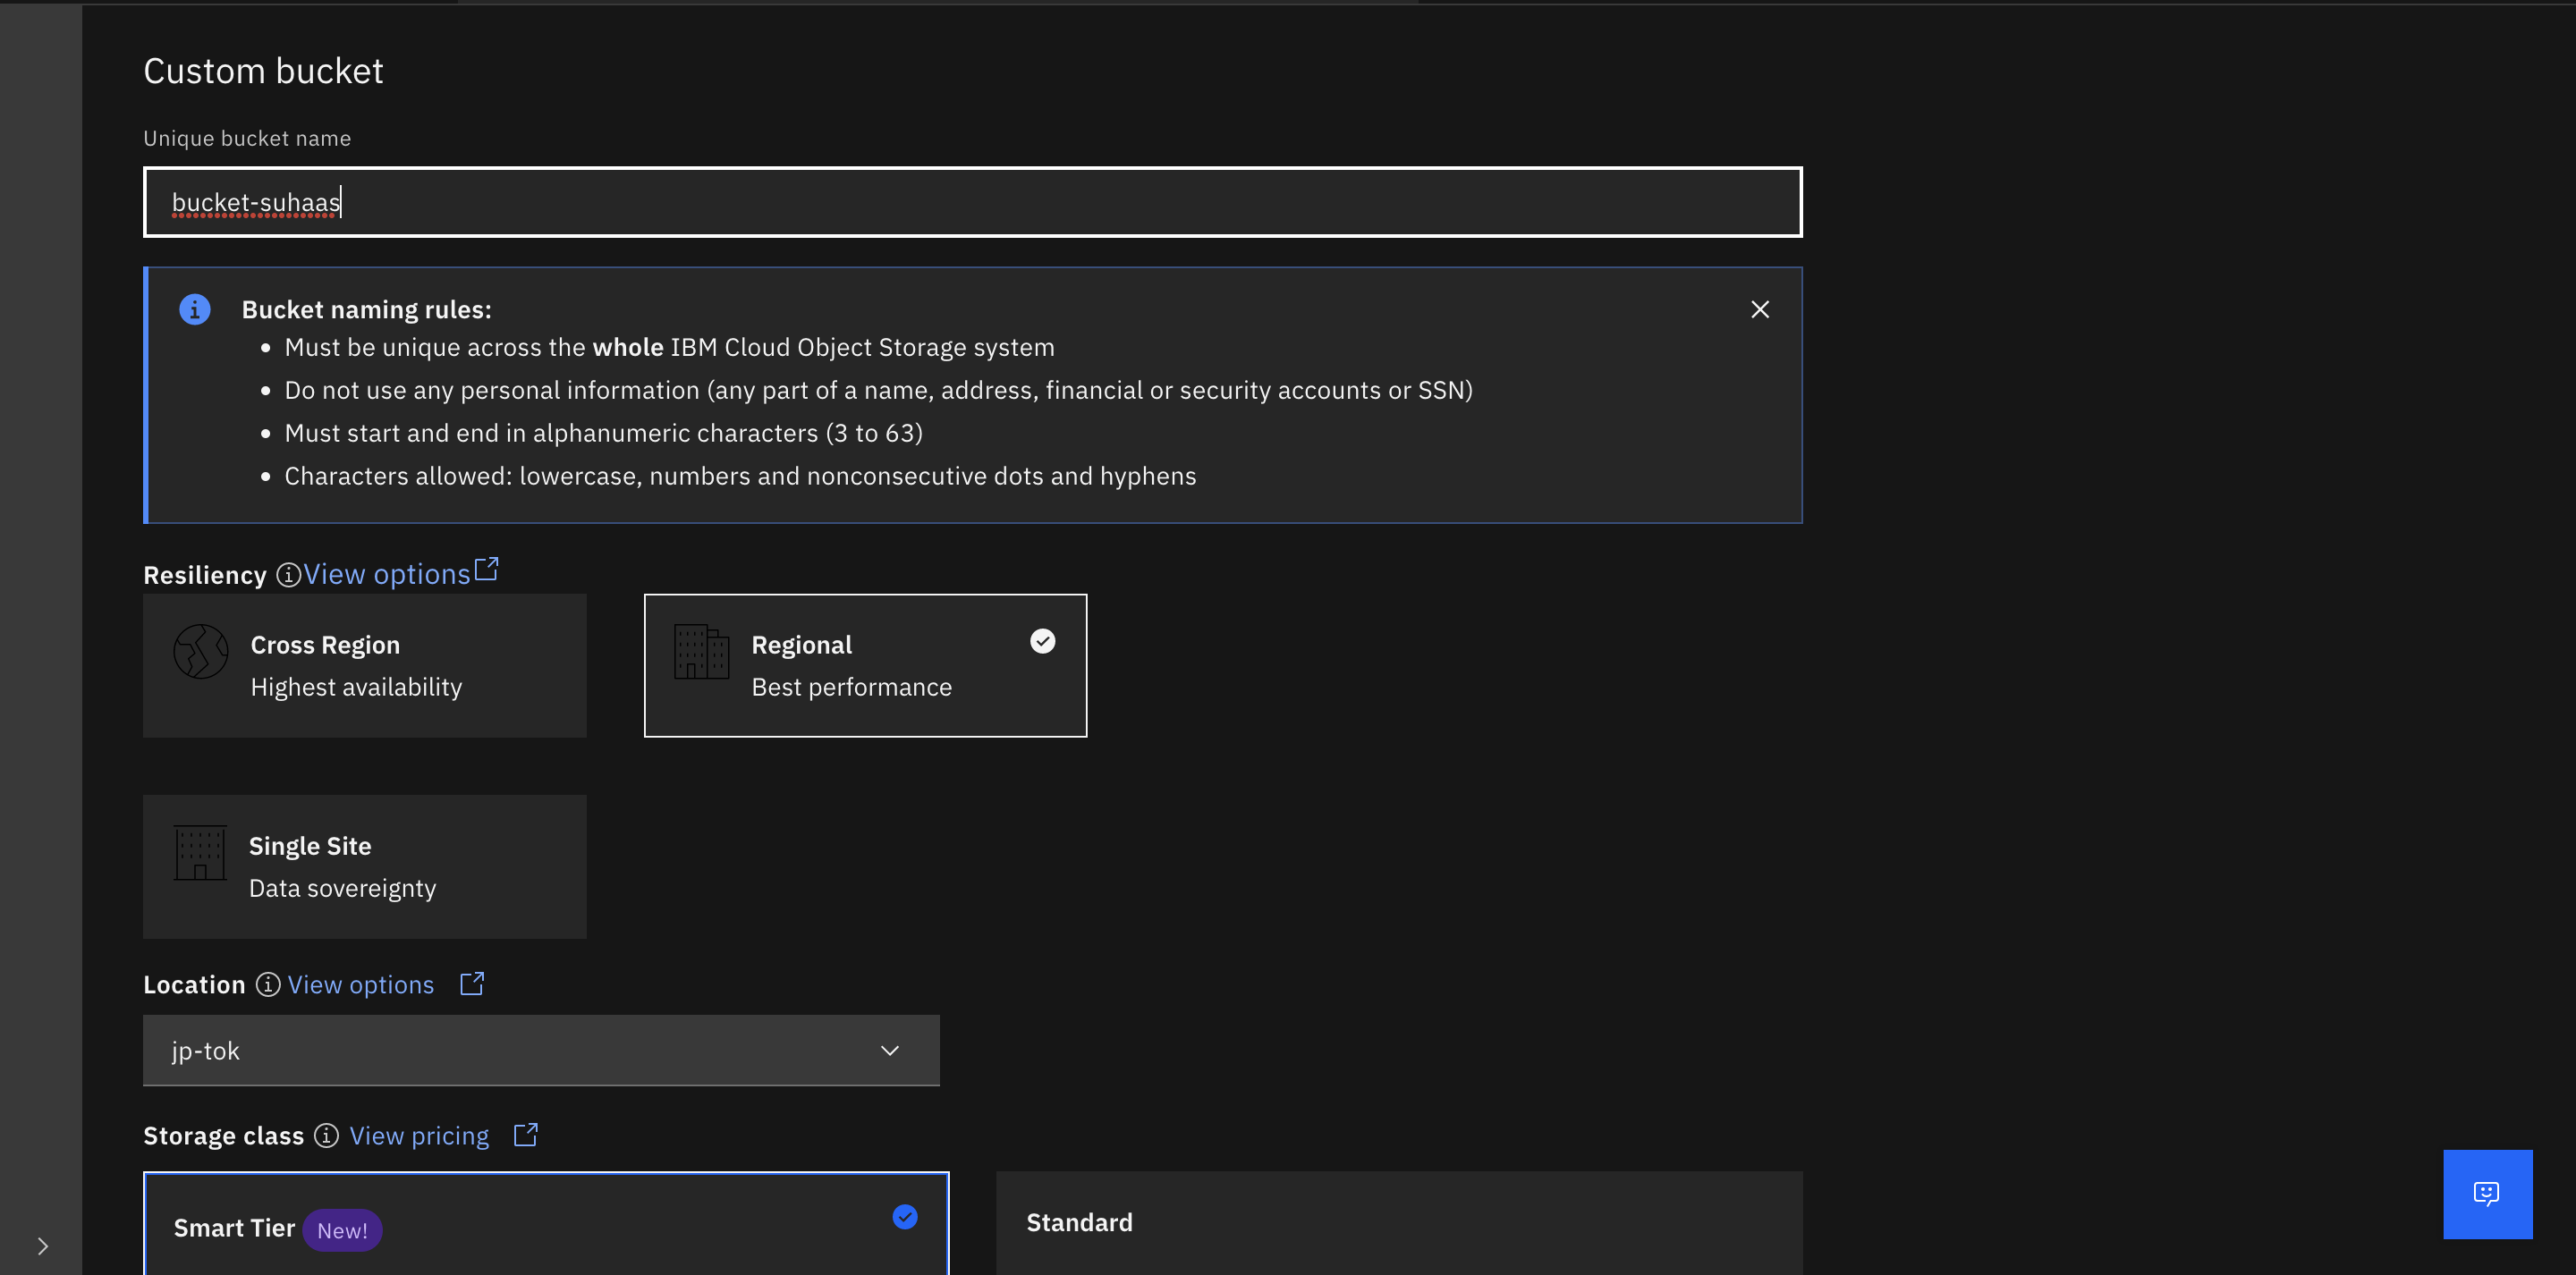 Custom bucket
Unique bucket name
bucket-suhaas
Bucket naming rules:
Must be unique across the whole IBM Cloud Object Storage system
Do not use any personal information (any part of a name, address, financial or security accounts or SSN)
Must start and end in alphanumeric characters (3 to 63)
Characters allowed: lowercase, numbers and nonconsecutive dots and hyphens
Resiliency View options
Cross Region
Highest availability
Regional
Best performance
Single Site
Data sovereignty
Location View options
jp-tok
Storage class View pricing
Smart Tier New!
Standard